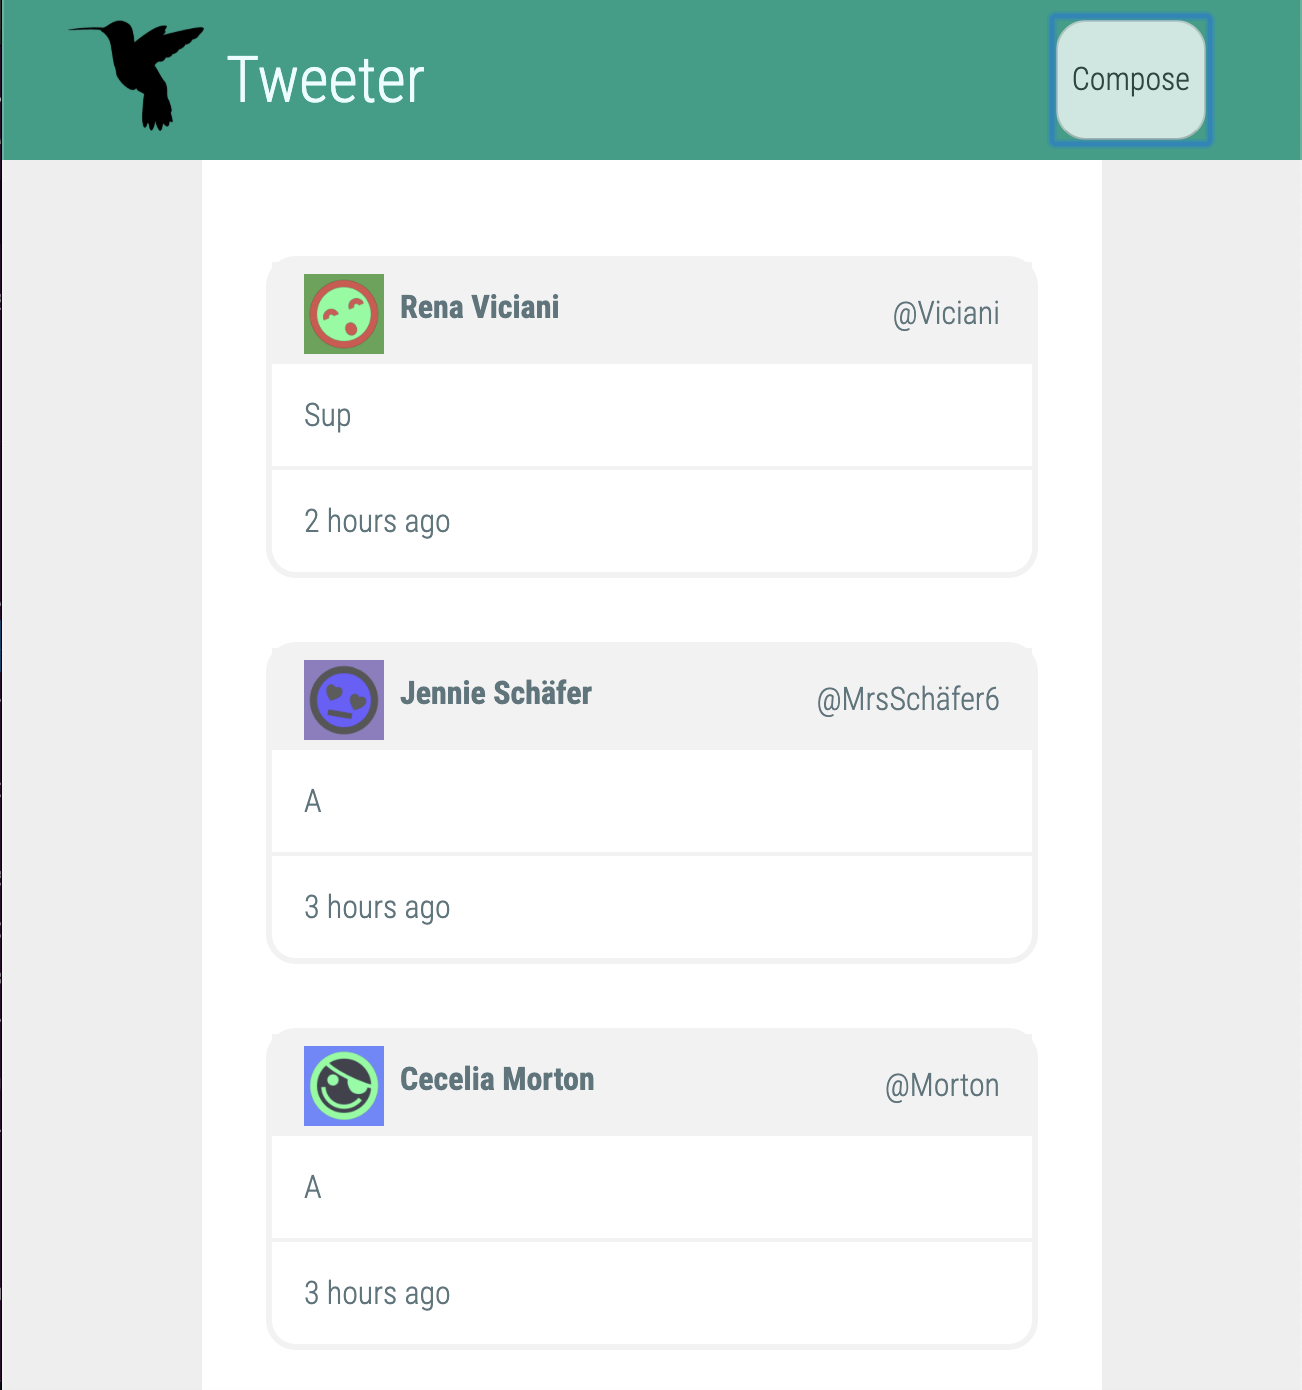 Tweeter
Compose
Rena Viciani
@Viciani
Sup
2 hours ago
Jennie Schäfer
@MrsSchäfer6
A
3 hours ago
Cecelia Morton
@Morton
A
3 hours ago